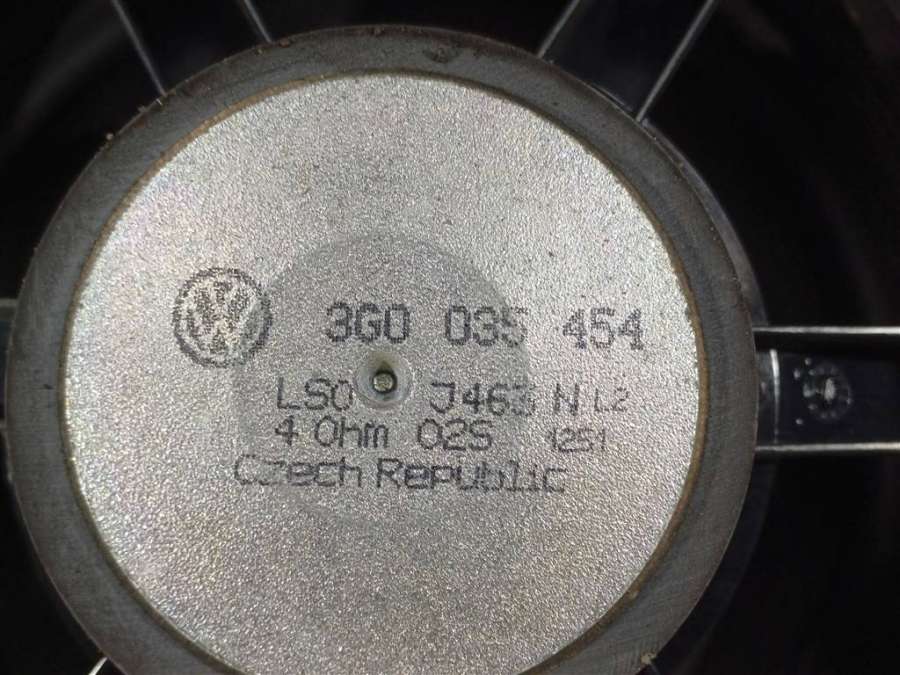 3G0 035 454
LS0 J463 N L2
4 Ohm 02S 1251
Czech Republic